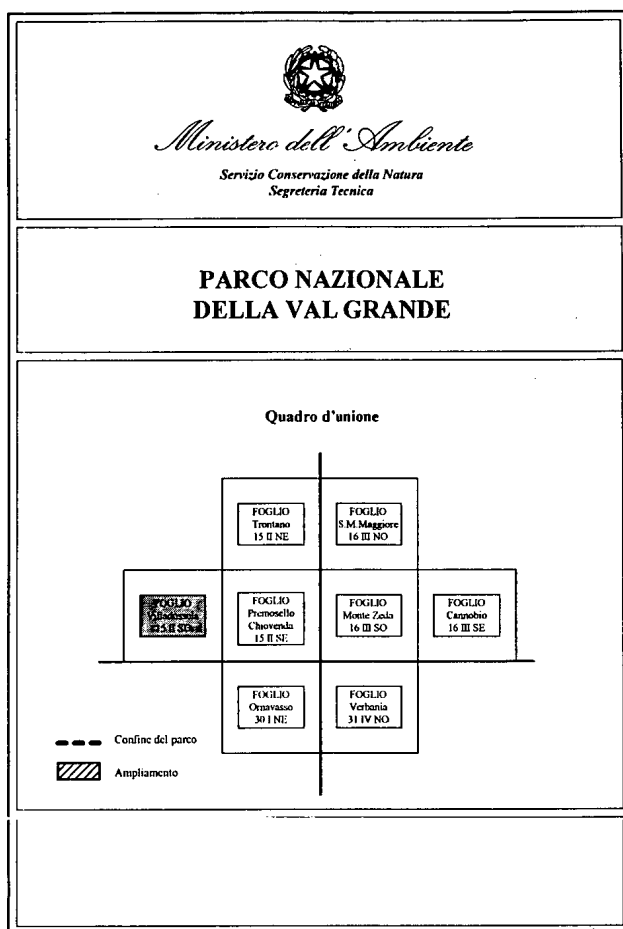 Ministero dell'Ambiente
Servizio Conservazione della Natura
Segreteria Tecnica
PARCO NAZIONALE
DELLA VAL GRANDE
Quadro d'unione
FOGLIO
Trontano
15 II NE
FOGLIO
S.M.Maggiore
16 III NO
FOGLIO
FOGLIO
Premosello
Chiovenda
15 II SE
FOGLIO
Monte Zeda
16 III SO
FOGLIO
Cannobio
16 III SE
FOGLIO
Ornavasso
30 I NE
FOGLIO
Verbania
31 IV NO
Confine del parco
Ampliamento